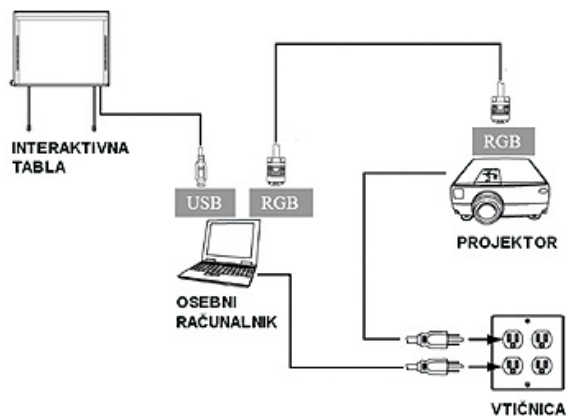 INTERAKTIVNA
TABLA
USB
RGB
RGB
OSEBNI
RAČUNALNIK
PROJEKTOR
VTIČNICA